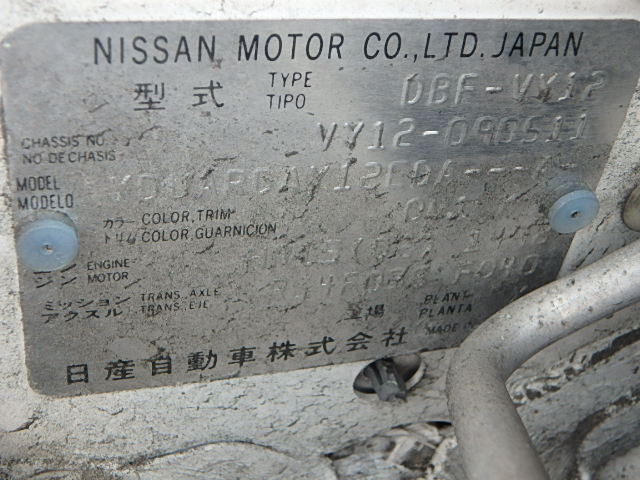 NISSAN MOTOR CO.,LTD. JAPAN
型式 TYPE TIPO DBF-VY12
CHASSIS NO. NO DE CHASIS VY12-090511
MODEL MODELO
カラー COLOR, TRIM
トリム COLOR, GUARNICION
エンジン ENGINE MOTOR
ミッション TRANS. AXLE
アクスル TRANS. EJE
工場 PLANT PLANTA
MADE IN
日産自動車株式会社